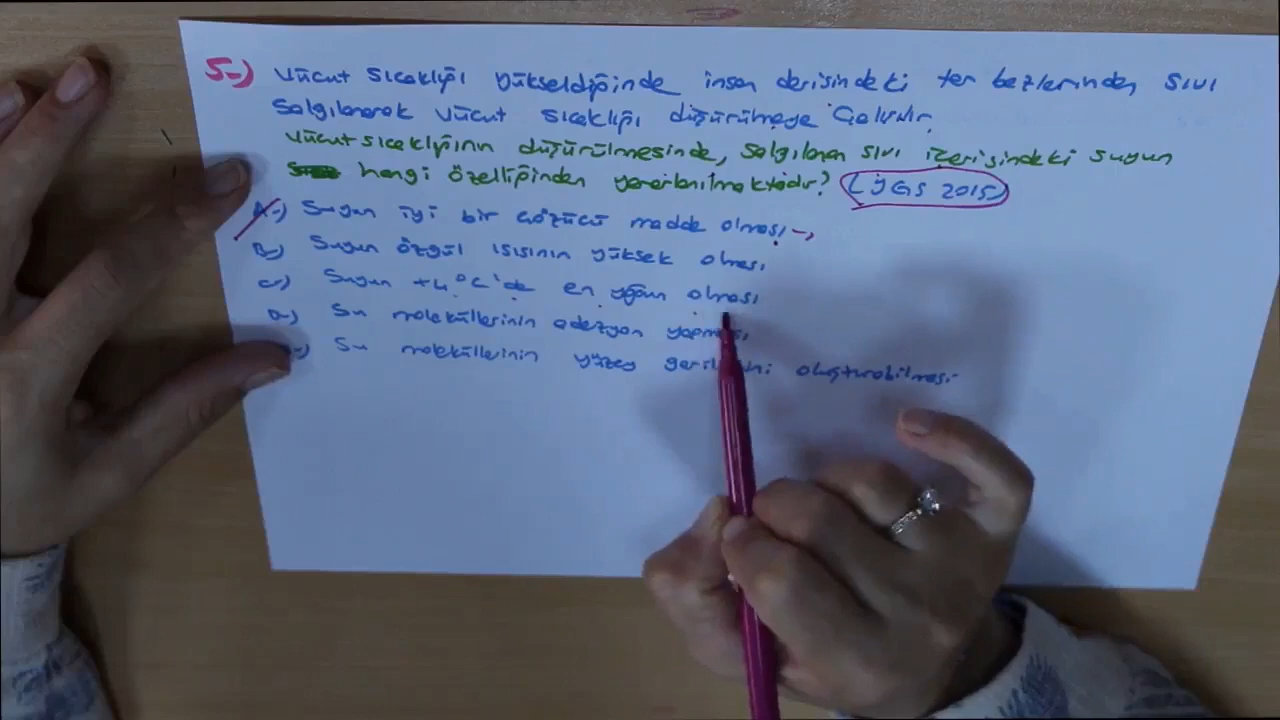 5-) Vücut sıcaklığı yükseldiğinde insan derisindeki ter bezlerinden sıvı
salgılanarak vücut sıcaklığı düşürülmeye çalışılır.
Vücut sıcaklığının düşürülmesinde, salgılanan sıvı içerisindeki suyun
hangi özelliğinden yararlanılmaktadır? (YGS 2015)
A-) Suyun iyi bir çözücü madde olması
B-) Suyun özgül ısısının yüksek olması
C-) Suyun +4°C'de en yoğun olması
D-) Su moleküllerinin adezyon yapması
Su moleküllerinin yüzey gerilimini oluşturabilmesi